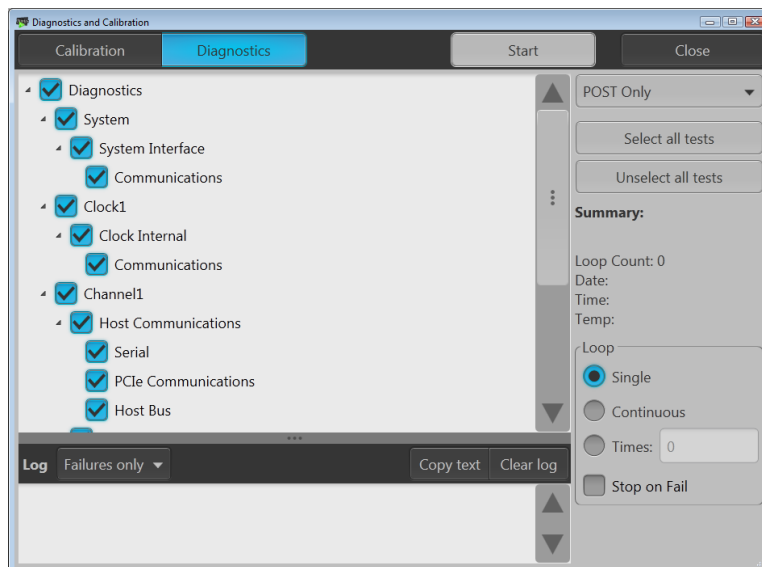 Diagnostics and Calibration
Calibration
Diagnostics
Start
Close
Diagnostics
System
System Interface
Communications
Clock1
Clock Internal
Communications
Channel1
Host Communications
Serial
PCIe Communications
Host Bus
POST Only
Select all tests
Unselect all tests
Summary:
Loop Count: 0
Date:
Time:
Temp:
Loop
Single
Continuous
Times: 0
Stop on Fail
Log
Failures only
Copy text
Clear log